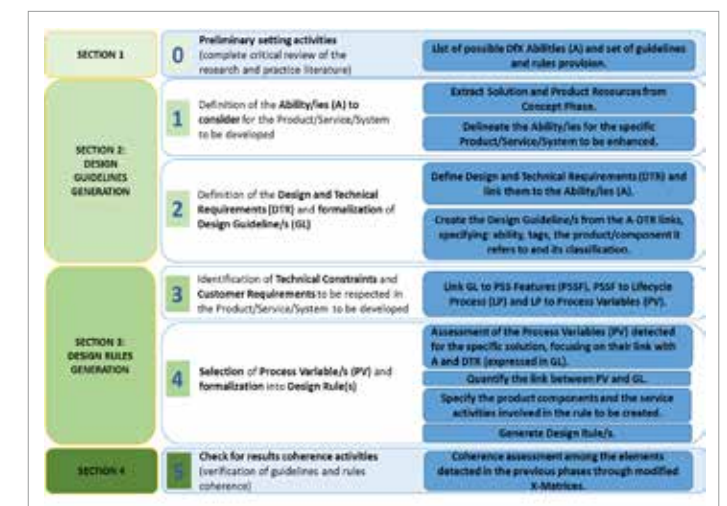 SECTION 1
0
Preliminary setting activities
(complete critical review of the
research and practice literature)
List of possible DfX Abilities (A) and set of guidelines
and rules provision.
SECTION 2:
DESIGN
GUIDELINES
GENERATION
1
Definition of the Ability/ies (A) to
consider for the Product/Service/System
to be developed
Extract Solution and Product Resources from
Concept Phase.
Delineate the Ability/ies for the specific
Product/Service/System to be enhanced.
2
Definition of the Design and Technical
Requirements (DTR) and formalization of
Design Guideline/s (GL)
Define Design and Technical Requirements (DTR) and
link them to the Ability/ies (A).
Create the Design Guideline/s from the A-DTR links,
specifying: ability, tags, the product/component it
refers to and its classification.
SECTION 3:
DESIGN RULES
GENERATION
3
Identification of Technical Constraints and
Customer Requirements to be respected in
the Product/Service/System to be developed
Link GL to PSS Features (PSSF), PSSF to Lifecycle
Process (LP) and LP to Process Variables (PV).
4
Selection of Process Variable/s (PV) and
formalization into Design Rule(s)
Assessment of the Process Variables (PV) detected
for the specific solution, focusing on their link with
A and DTR (expressed in GL).
Quantify the link between PV and GL.
Specify the product components and the service
activities involved in the rule to be created.
Generate Design Rule/s.
SECTION 4
5
Check for results coherence activities
(verification of guidelines and rules
coherence)
Coherence assessment among the elements
detected in the previous phases through modified
X-Matrices.